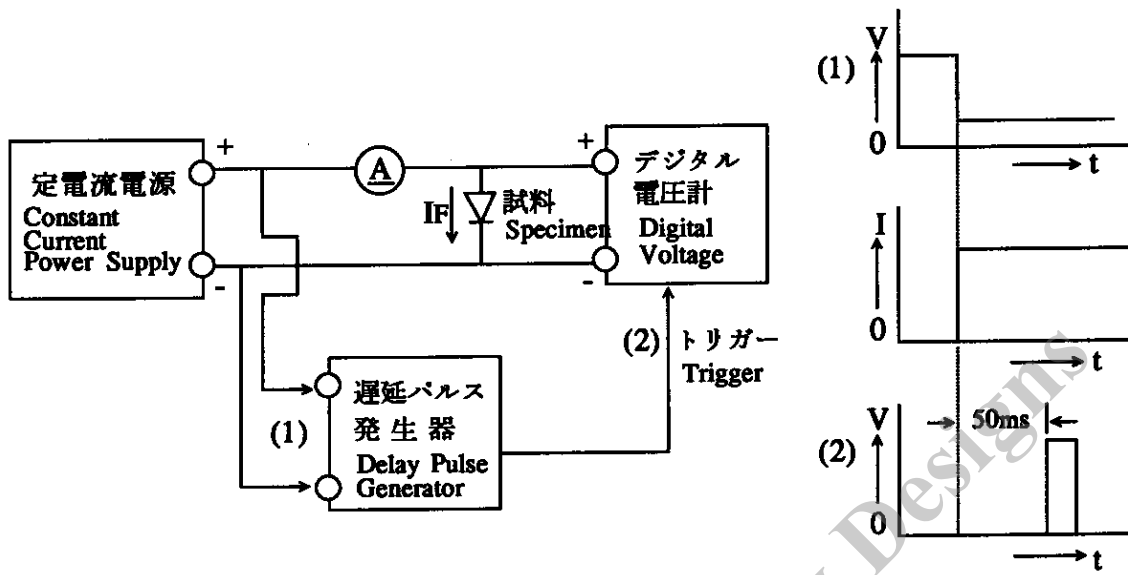 定電流電源
Constant
Current
Power Supply
+
-
A
IF
試料
Specimen
+
-
デジタル
電圧計
Digital
Voltage
(1)
遅延パルス
発生器
Delay Pulse
Generator
(2)
トリガー
Trigger
(1)
V
0
t
I
0
t
(2)
V
0
50ms
t
Designs